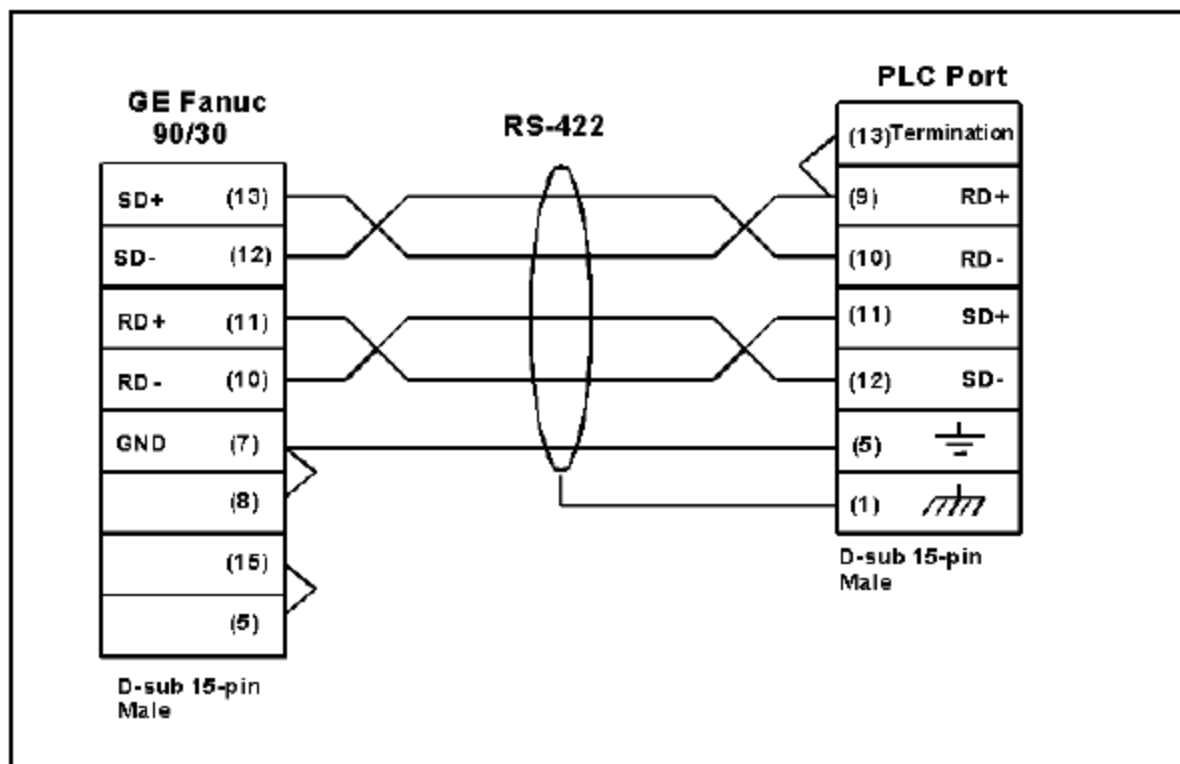 GE Fanuc
90/30
SD+ (13)
SD- (12)
RD+ (11)
RD- (10)
GND (7)
(8)
(15)
(5)
D-sub 15-pin
Male
RS-422
PLC Port
(13) Termination
(9) RD+
(10) RD-
(11) SD+
(12) SD-
(5)
(1)
D-sub 15-pin
Male